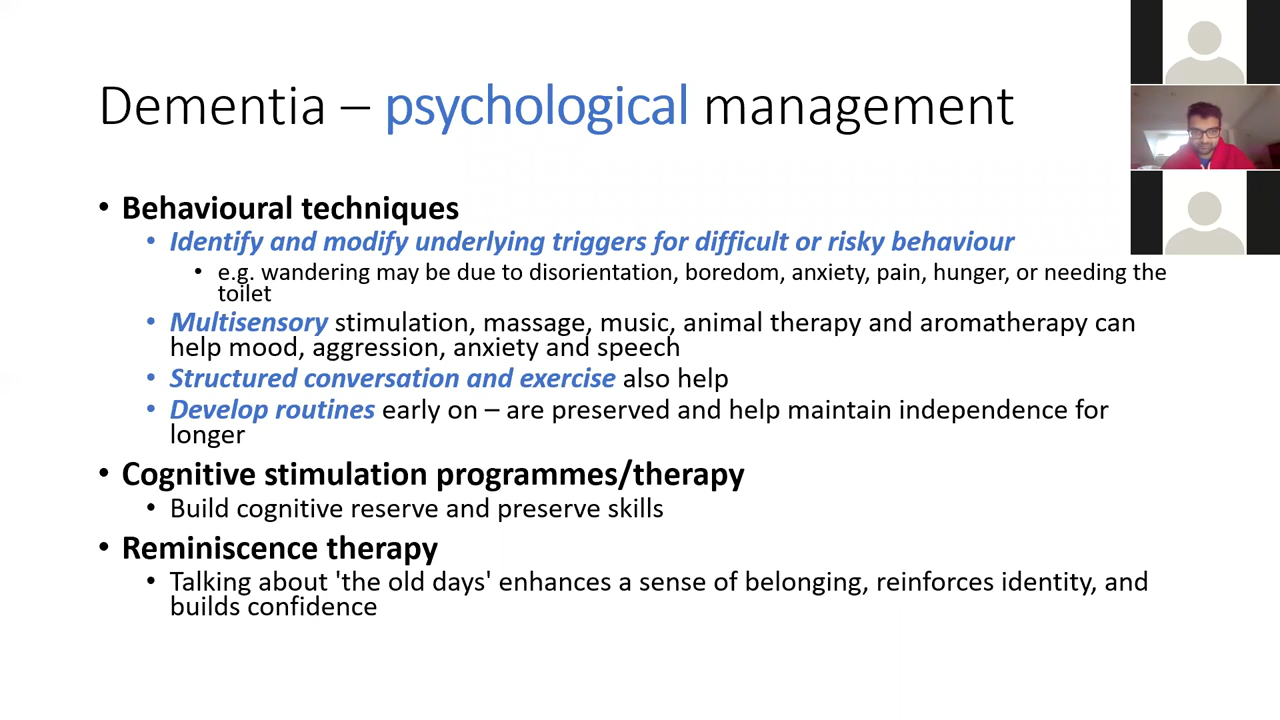 Dementia – psychological management
• Behavioural techniques
• Identify and modify underlying triggers for difficult or risky behaviour
• e.g. wandering may be due to disorientation, boredom, anxiety, pain, hunger, or needing the
toilet
• Multisensory stimulation, massage, music, animal therapy and aromatherapy can
help mood, aggression, anxiety and speech
• Structured conversation and exercise also help
• Develop routines early on – are preserved and help maintain independence for
longer
• Cognitive stimulation programmes/therapy
• Build cognitive reserve and preserve skills
• Reminiscence therapy
• Talking about 'the old days' enhances a sense of belonging, reinforces identity, and
builds confidence